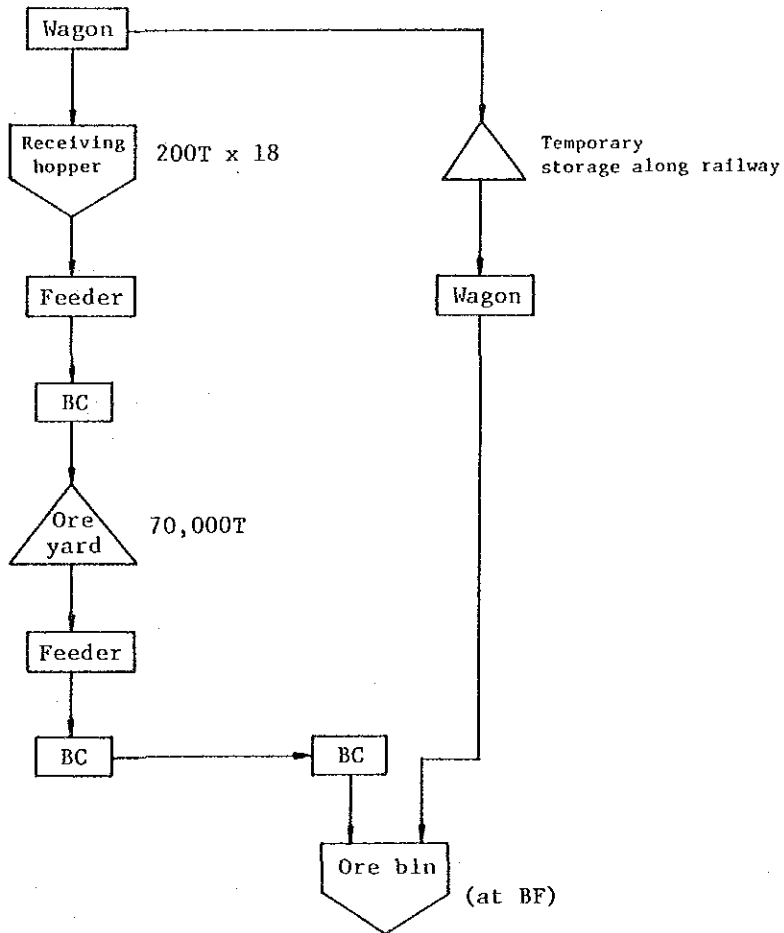 Wagon
Receiving
hopper
200T x 18
Temporary
storage along railway
Feeder
Wagon
BC
Ore
yard
70,000T
Feeder
BC
BC
Ore bin
(at BF)